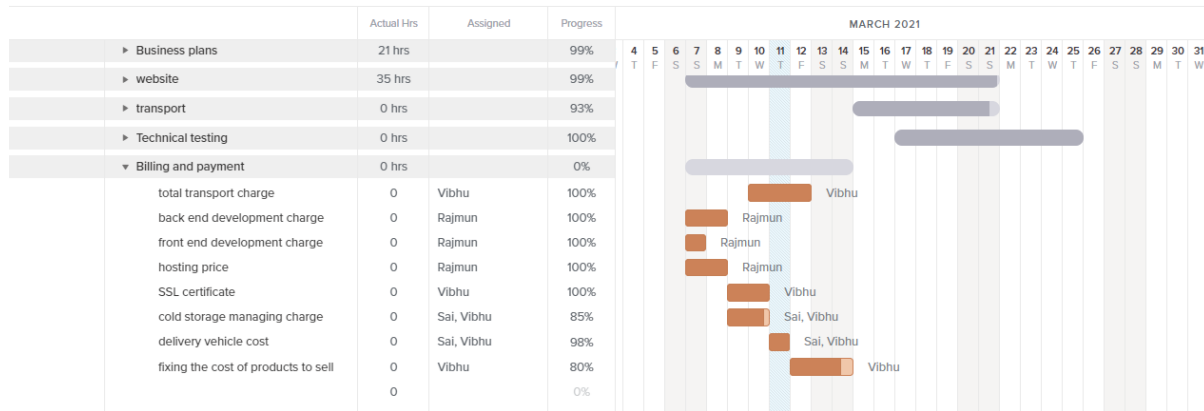 Actual Hrs Assigned Progress MARCH 2021
Business plans 21 hrs 99% 4 5 6 7 8 9 10 11 12 13 14 15 16 17 18 19 20 21 22 23 24 25 26 27 28 29 30 31
T F S S M T W T F S S M T W T F S S M T W T F S S M T W
website 35 hrs 99%
transport 0 hrs 93%
Technical testing 0 hrs 100%
Billing and payment 0 hrs 0%
total transport charge 0 Vibhu 100% Vibhu
back end development charge 0 Rajmun 100% Rajmun
front end development charge 0 Rajmun 100% Rajmun
hosting price 0 Rajmun 100% Rajmun
SSL certificate 0 Vibhu 100% Vibhu
cold storage managing charge 0 Sai, Vibhu 85% Sai, Vibhu
delivery vehicle cost 0 Sai, Vibhu 98% Sai, Vibhu
fixing the cost of products to sell 0 Vibhu 80% Vibhu
0 0%